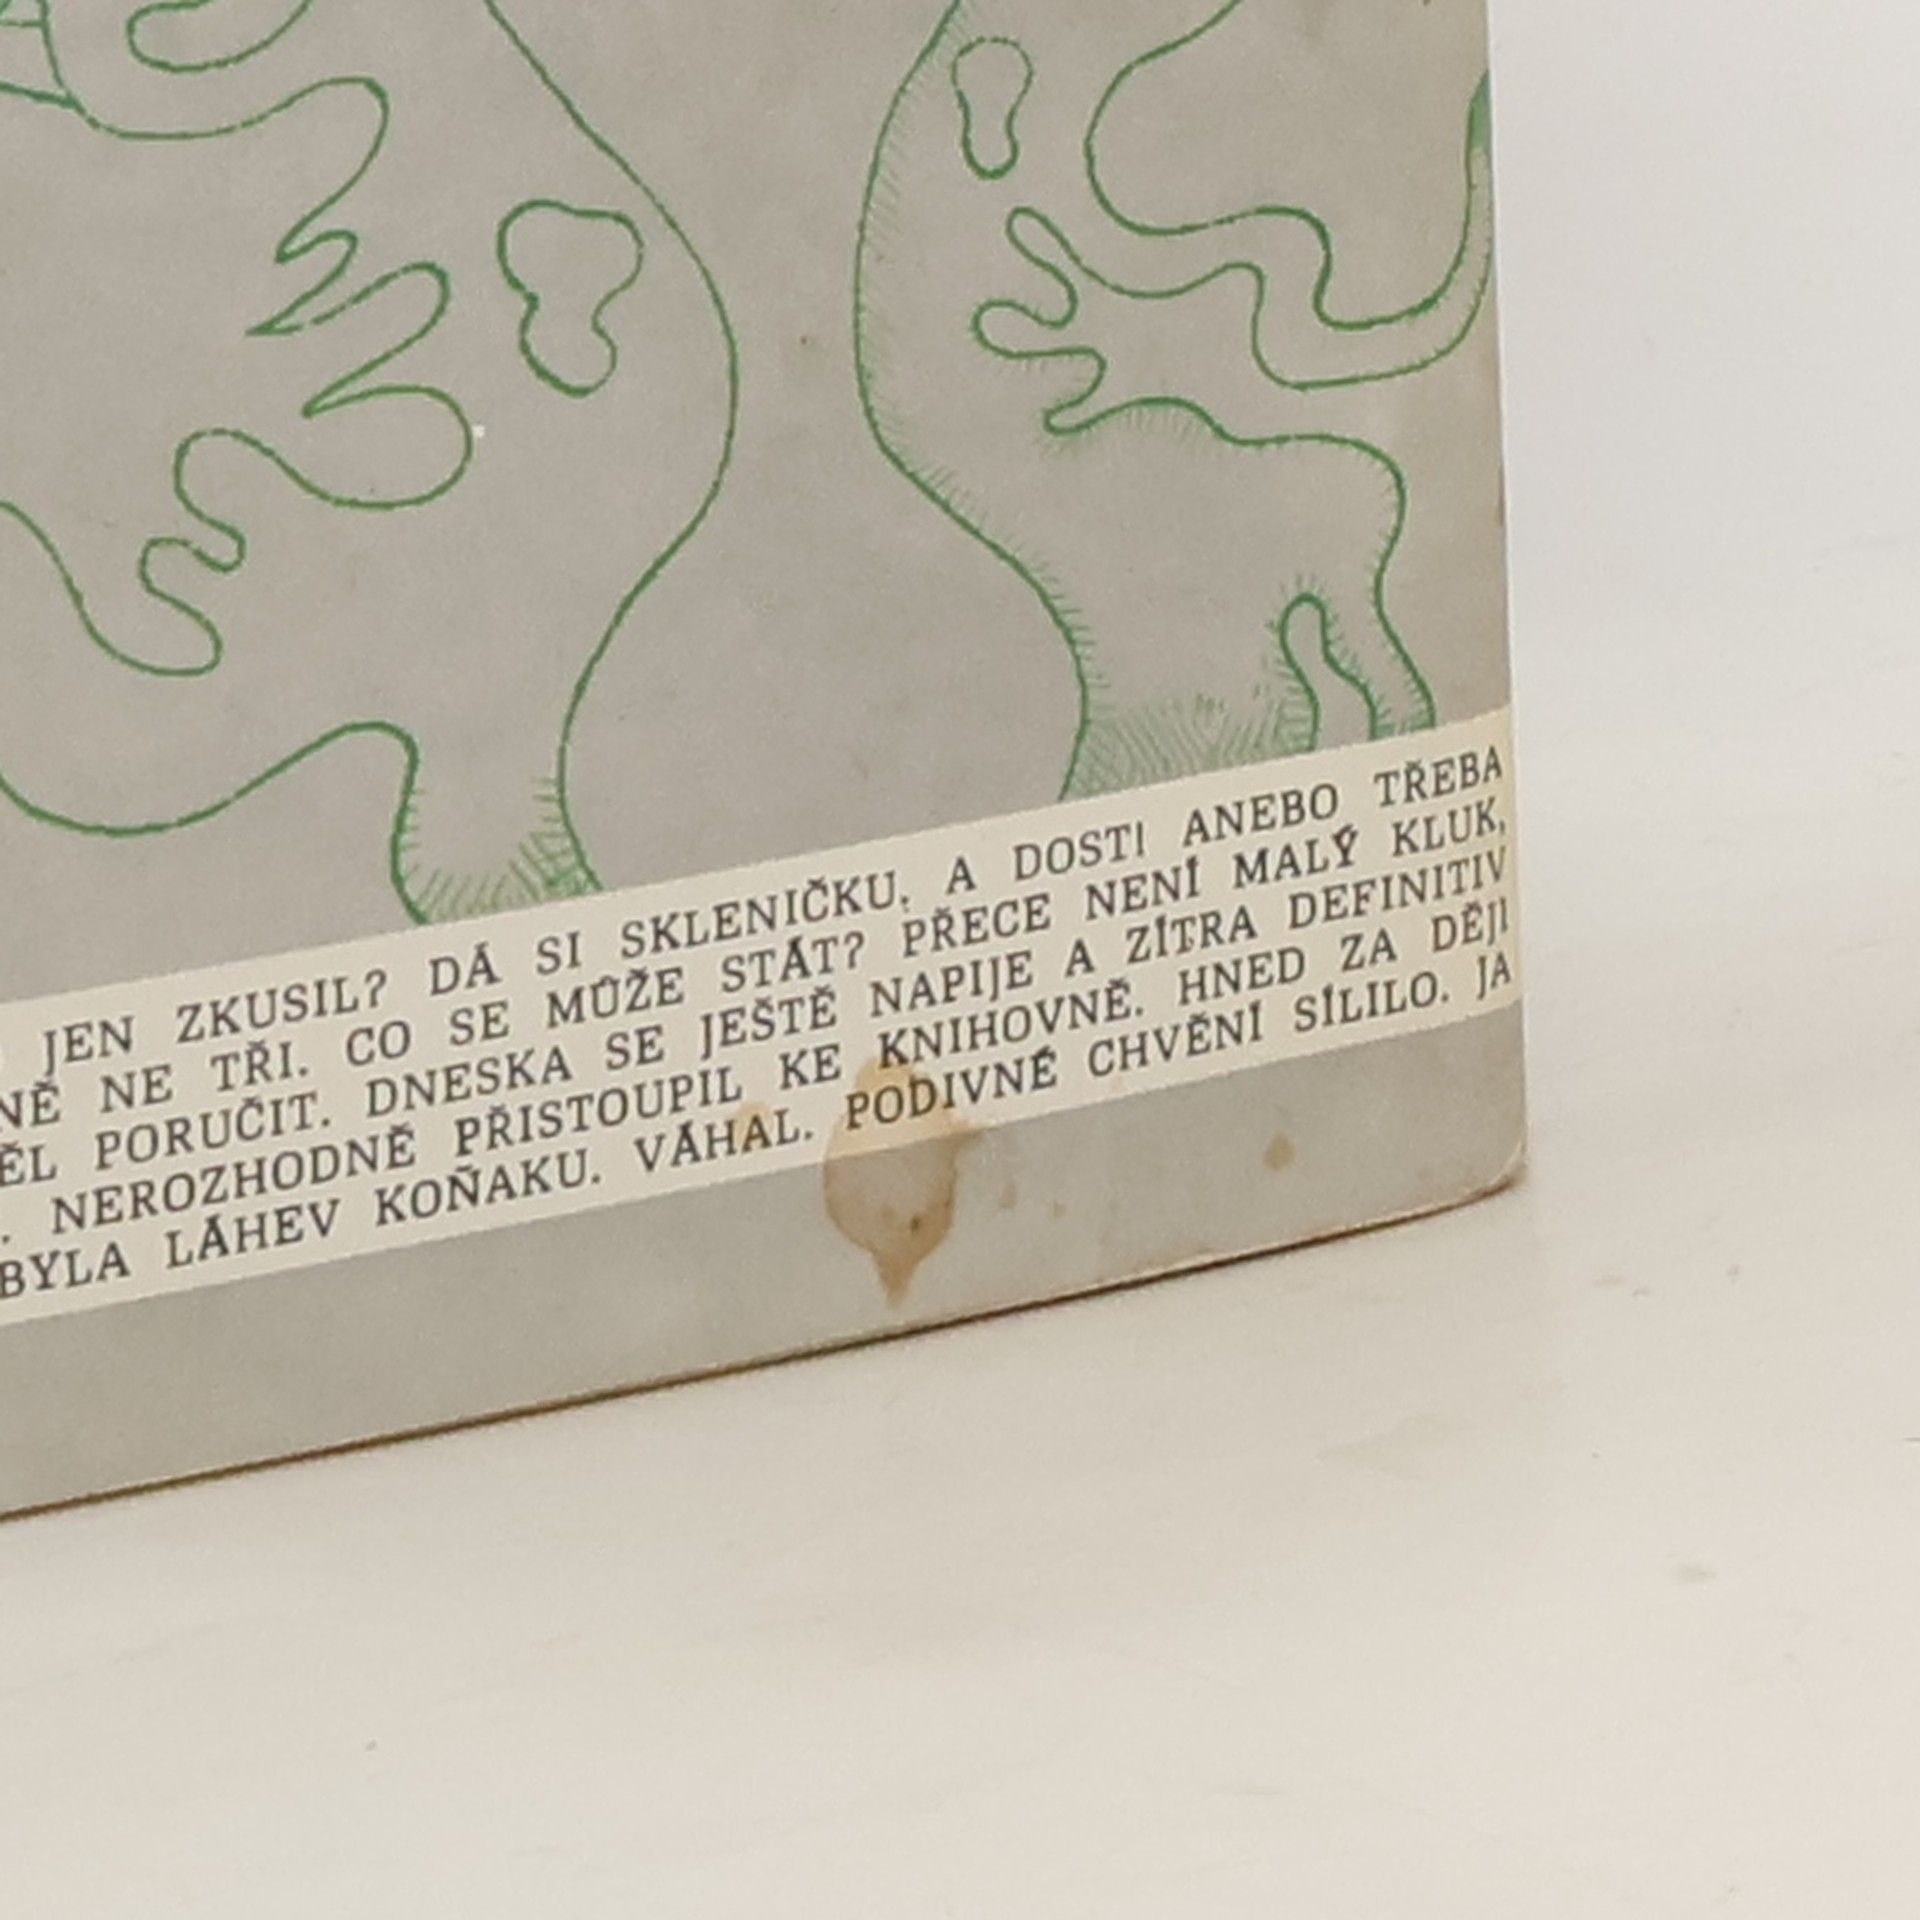 JEN ZKUSIL? DÁ SI SKLENIČKU, A DOSTI ANEBO TŘEBA
NĚ NE TŘI. CO SE MŮŽE STÁT? PŘECE NENÍ MALÝ KLUK,
ĚL PORUČIT. DNESKA SE JEŠTĚ NAPIJE A ZÍTRA DEFINITIV
. NEROZHODNĚ PŘISTOUPIL KE KNIHOVNĚ. HNED ZA DĚJI
BYLA LÁHEV KOŇAKU. VÁHAL. PODIVNÉ CHVĚNÍ SÍLILO. JA